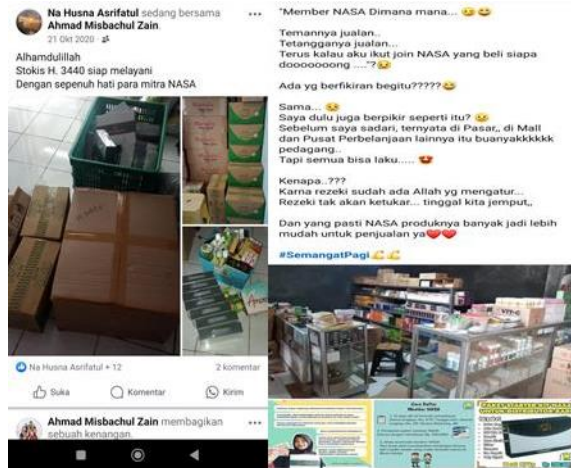 Na Husna Asrifatul sedang bersama
Ahmad Misbachul Zain.
21 Okt 2020
Alhamdulillah
Stokis H. 3440 siap melayani
Dengan sepenuh hati para mitra NASA
Na Husna Asrifatul + 12
2 komentar
Suka
Komentar
Kirim
Ahmad Misbachul Zain membagikan
sebuah kenangan.
"Member NASA Dimana mana... 😥😄
Temannya jualan..
Tetangganya jualan...
Terus kalau aku ikut join NASA yang beli siapa
dooooooong ...."?😥
Ada yg berfikiran begitu?????😄
Sama... 😥
Saya dulu juga berpikir seperti itu? 😥
Sebelum saya sadari, ternyata di Pasar,, di Mall
dan Pusat Perbelanjaan lainnya itu buanyakkkkkk
pedagang..
Tapi semua bisa laku..... 🤩
Kenapa..???
Karna rezeki sudah ada Allah yg mengatur...
Rezeki tak akan ketukar... tinggal kita jemput,,
Dan yang pasti NASA produknya banyak jadi lebih
mudah untuk penjualan ya❤️❤️
#SemangatPagi💪💪